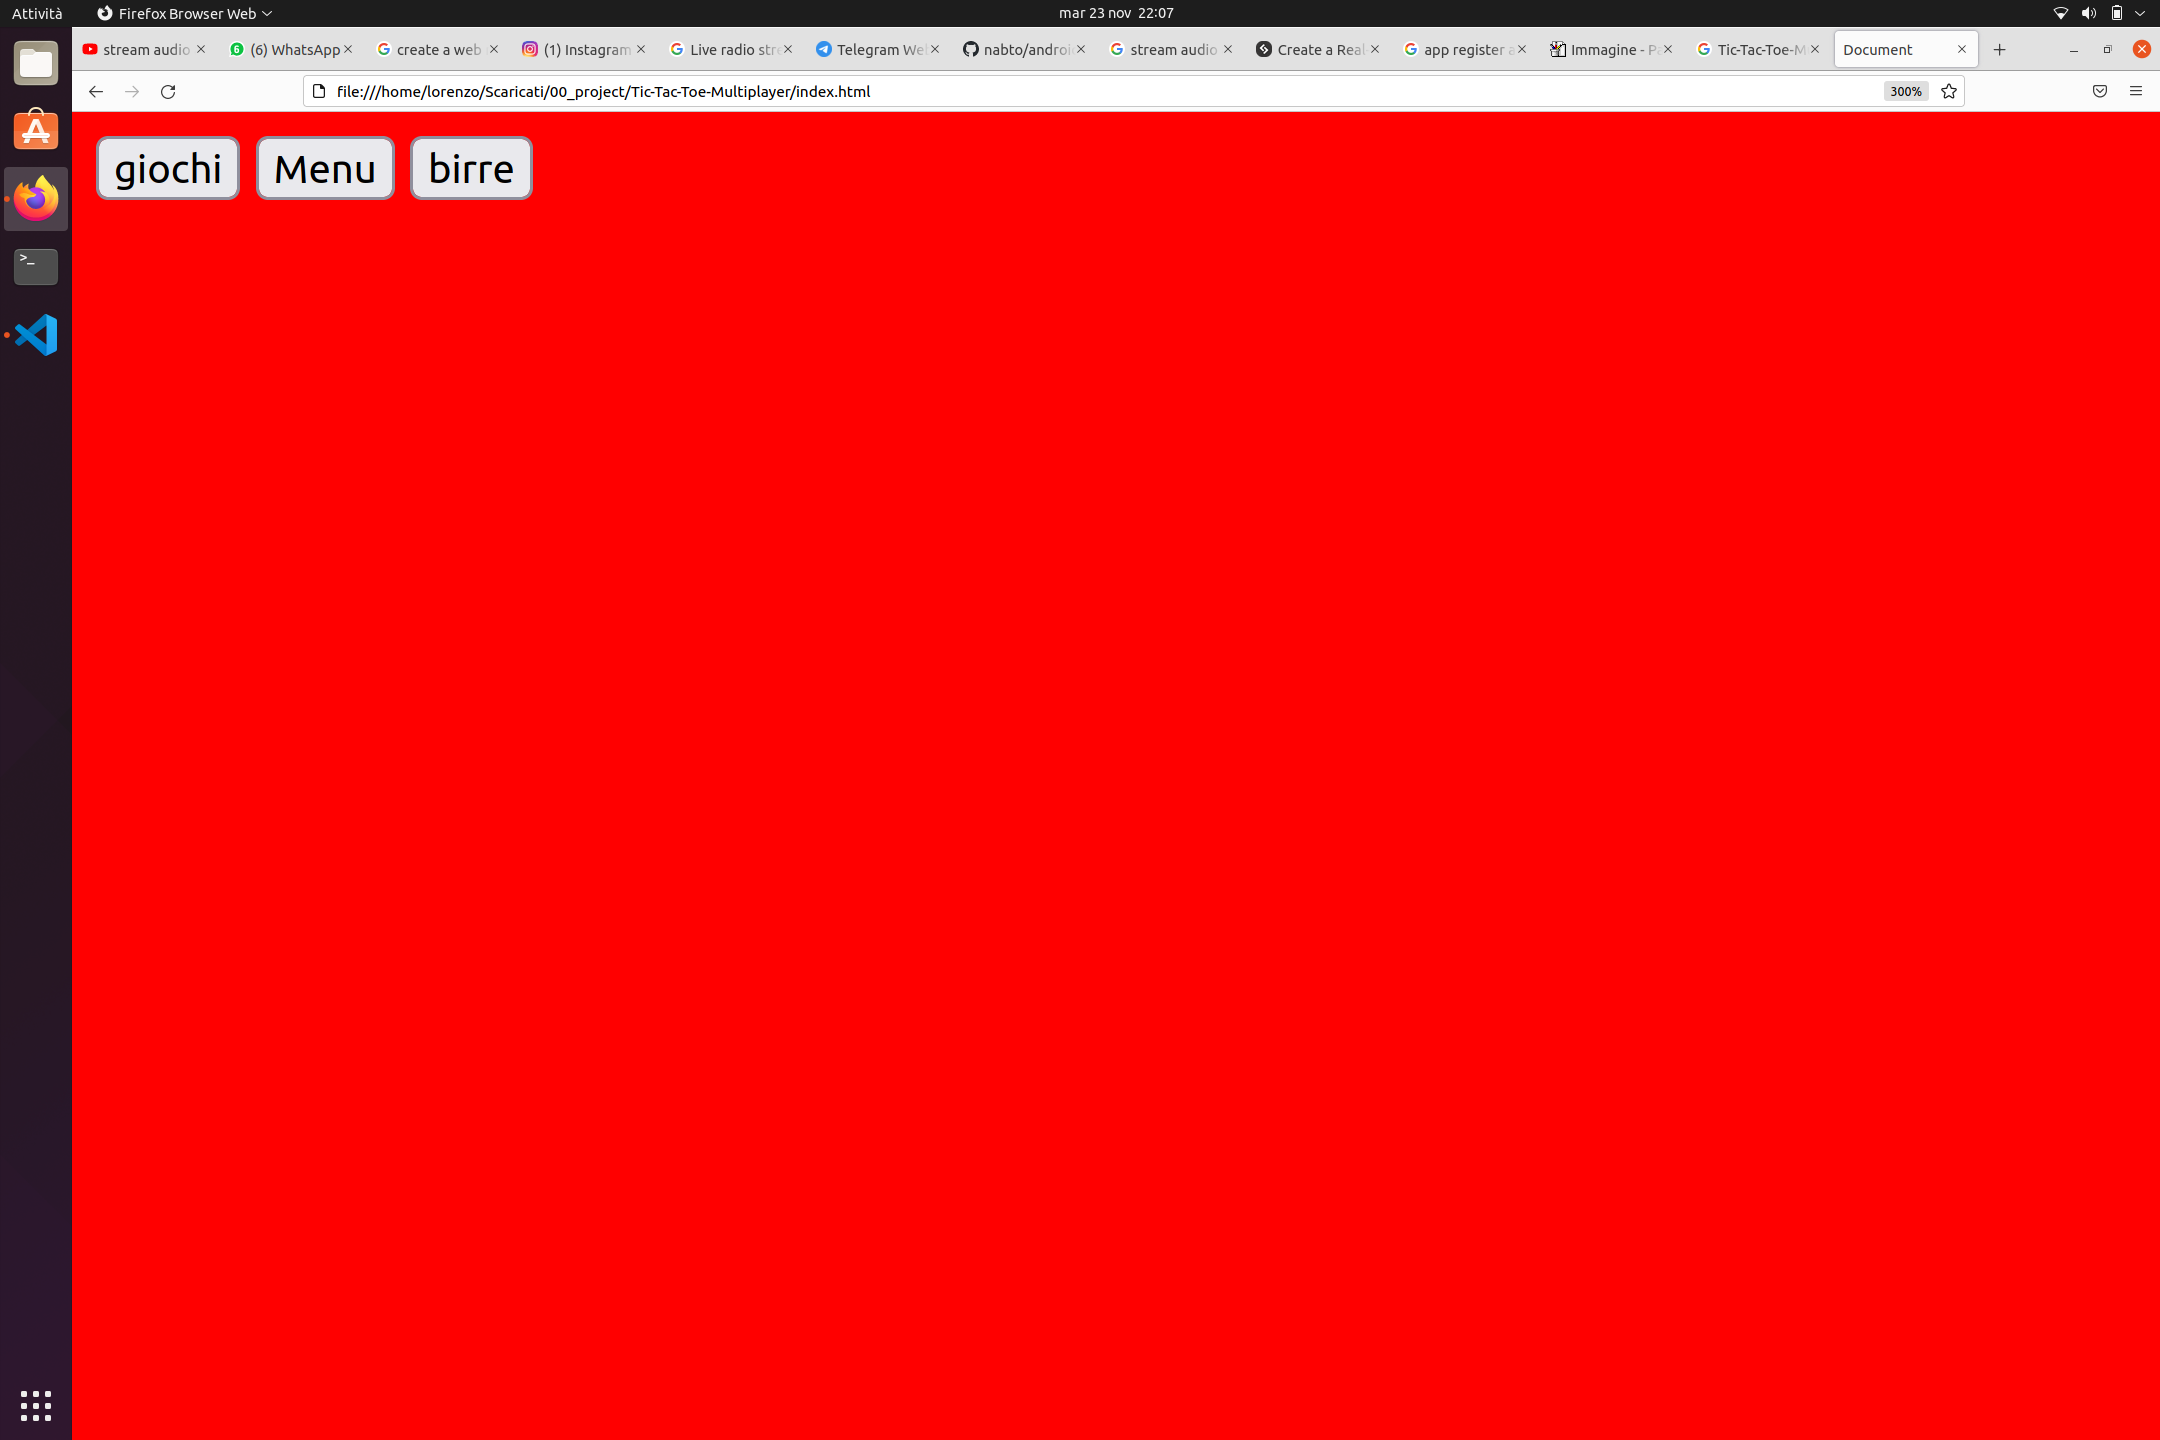 Attività Firefox Browser Web mar 23 nov 22:07
stream audio (6) WhatsApp create a web (1) Instagram Live radio stre Telegram We nabto/androi stream audio Create a Real app register a Immagine - Pa Tic-Tac-Toe-M Document
file:///home/lorenzo/Scaricati/00_project/Tic-Tac-Toe-Multiplayer/index.html 300%
giochi Menu birre